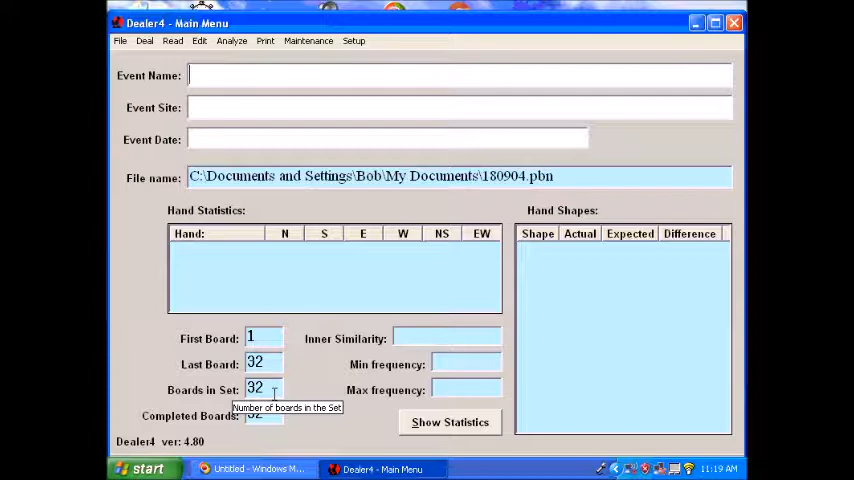 Dealer4 - Main Menu
File Deal Read Edit Analyze Print Maintenance Setup
Event Name:
Event Site:
Event Date:
File name: C:\Documents and Settings\Bob\My Documents\180904.pbn
Hand Statistics: Hand Shapes:
Hand: N S E W NS EW Shape Actual Expected Difference
First Board: 1 Inner Similarity:
Last Board: 32 Min frequency:
Boards in Set: 32 Max frequency:
Number of boards in the Set
Completed Boards: 32 Show Statistics
Dealer4 ver: 4.80
start Untitled - Windows M... Dealer4 - Main Menu 11:19 AM